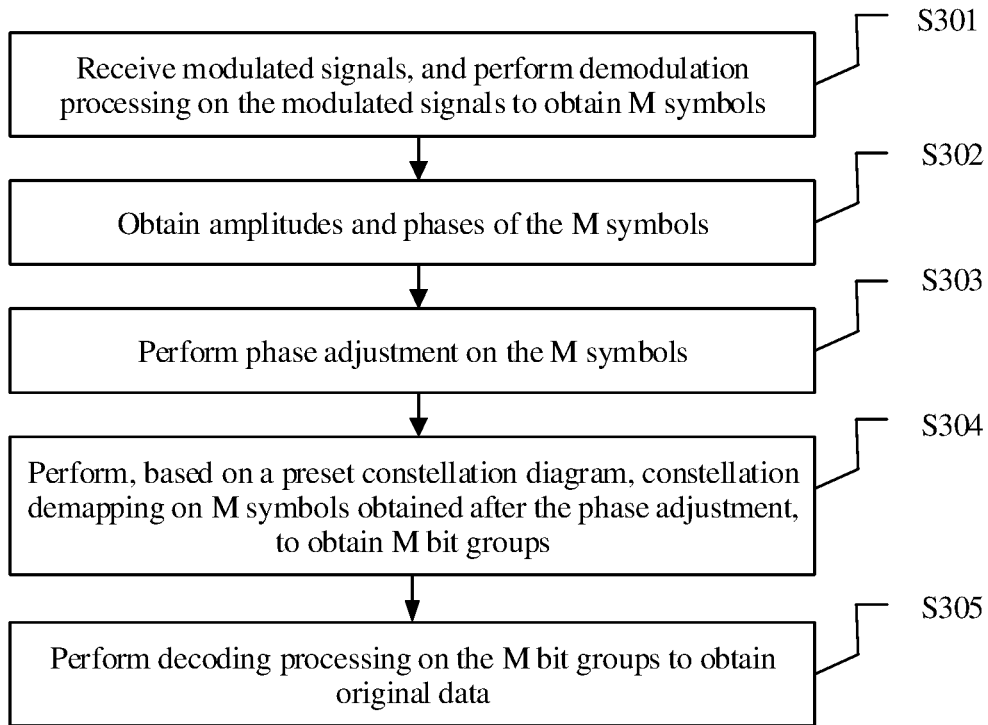 S301
Receive modulated signals, and perform demodulation
processing on the modulated signals to obtain M symbols
S302
Obtain amplitudes and phases of the M symbols
S303
Perform phase adjustment on the M symbols
S304
Perform, based on a preset constellation diagram, constellation
demapping on M symbols obtained after the phase adjustment,
to obtain M bit groups
S305
Perform decoding processing on the M bit groups to obtain
original data